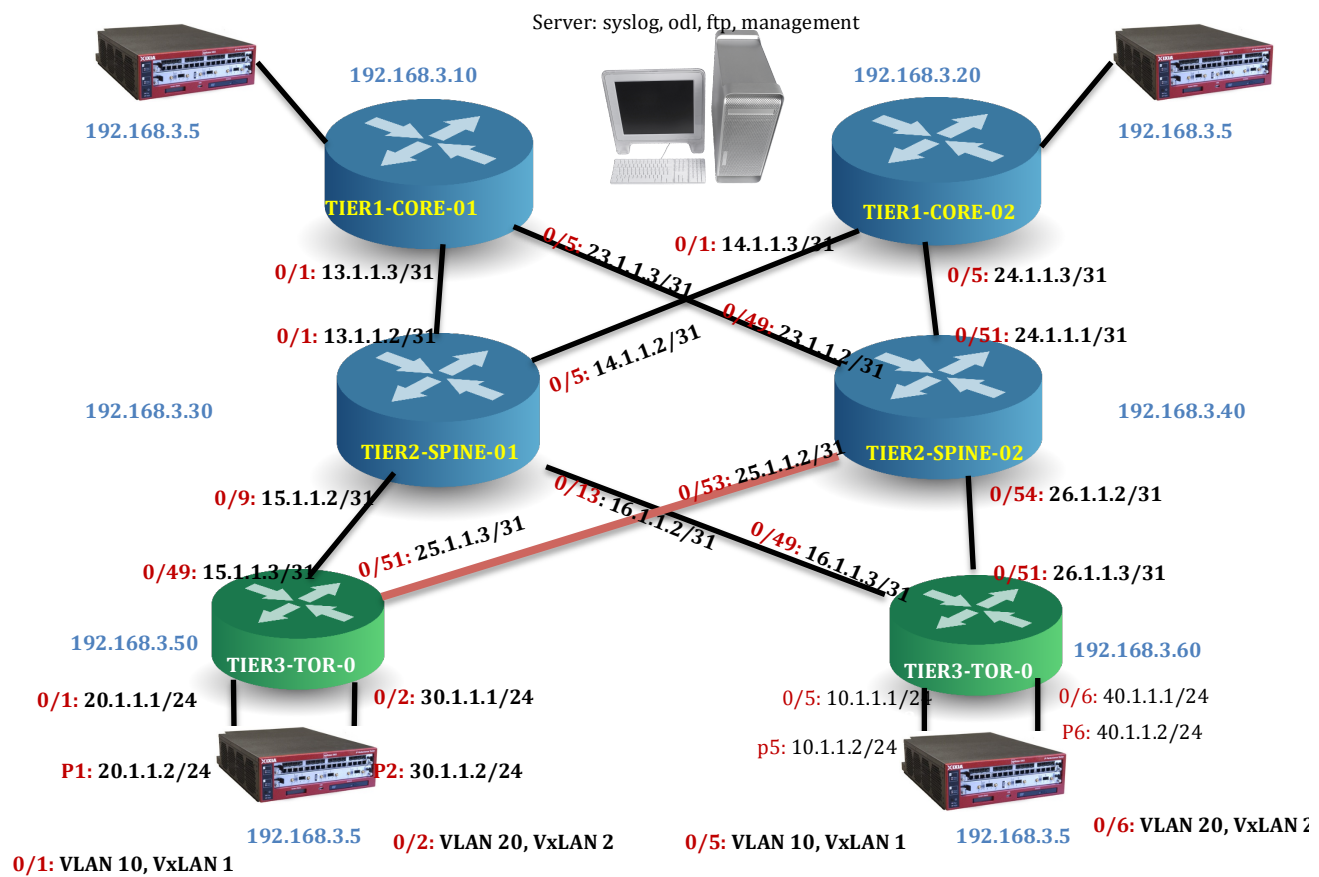 Server: syslog, odl, ftp, management
192.168.3.10
192.168.3.20
XIXIA
XIXIA
192.168.3.5
192.168.3.5
TIER1-CORE-01
TIER1-CORE-02
0/5: 23.1.1.3/31
0/1: 14.1.1.3/31
0/1: 13.1.1.3/31
0/5: 24.1.1.3/31
0/1: 13.1.1.2/31
0/49: 23.1.1.2/31
0/51: 24.1.1.1/31
0/5: 14.1.1.2/31
192.168.3.30
192.168.3.40
TIER2-SPINE-01
TIER2-SPINE-02
0/9: 15.1.1.2/31
0/13: 16.1.1.2/31
0/53: 25.1.1.2/31
0/54: 26.1.1.2/31
0/49: 15.1.1.3/31
0/51: 25.1.1.3/31
0/49: 16.1.1.3/31
0/51: 26.1.1.3/31
192.168.3.50
192.168.3.60
TIER3-TOR-0
TIER3-TOR-0
0/1: 20.1.1.1/24
0/2: 30.1.1.1/24
0/5: 10.1.1.1/24
0/6: 40.1.1.1/24
p5: 10.1.1.2/24
P6: 40.1.1.2/24
XIXIA
XIXIA
P1: 20.1.1.2/24
P2: 30.1.1.2/24
192.168.3.5
192.168.3.5
0/2: VLAN 20, VxLAN 2
0/5: VLAN 10, VxLAN 1
0/6: VLAN 20, VxLAN 2
0/1: VLAN 10, VxLAN 1